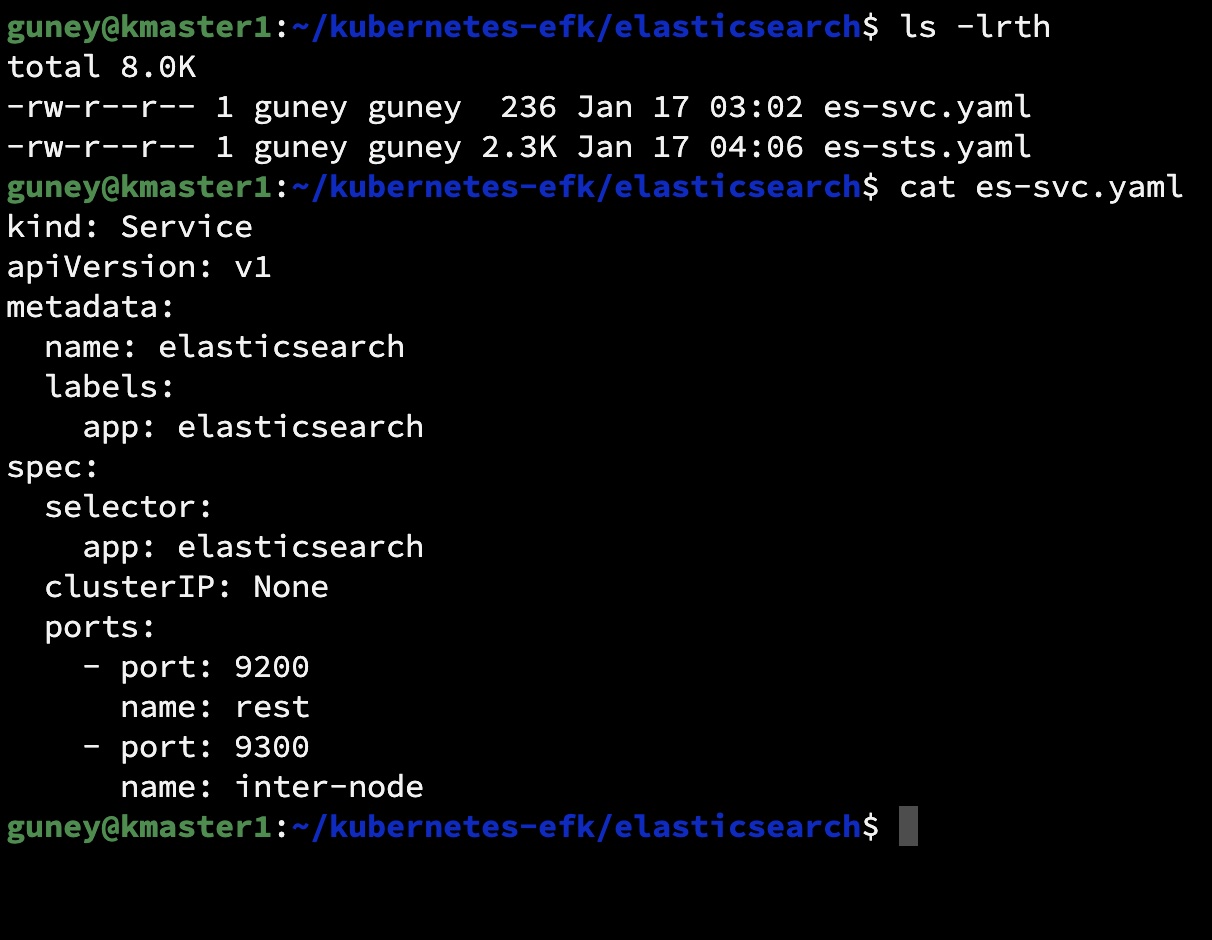 guney@kmaster1:~/kubernetes-efk/elasticsearch$ ls -lrth
total 8.0K
-rw-r--r-- 1 guney guney  236 Jan 17 03:02 es-svc.yaml
-rw-r--r-- 1 guney guney 2.3K Jan 17 04:06 es-sts.yaml
guney@kmaster1:~/kubernetes-efk/elasticsearch$ cat es-svc.yaml
kind: Service
apiVersion: v1
metadata:
  name: elasticsearch
  labels:
    app: elasticsearch
spec:
  selector:
    app: elasticsearch
  clusterIP: None
  ports:
    - port: 9200
      name: rest
    - port: 9300
      name: inter-node
guney@kmaster1:~/kubernetes-efk/elasticsearch$